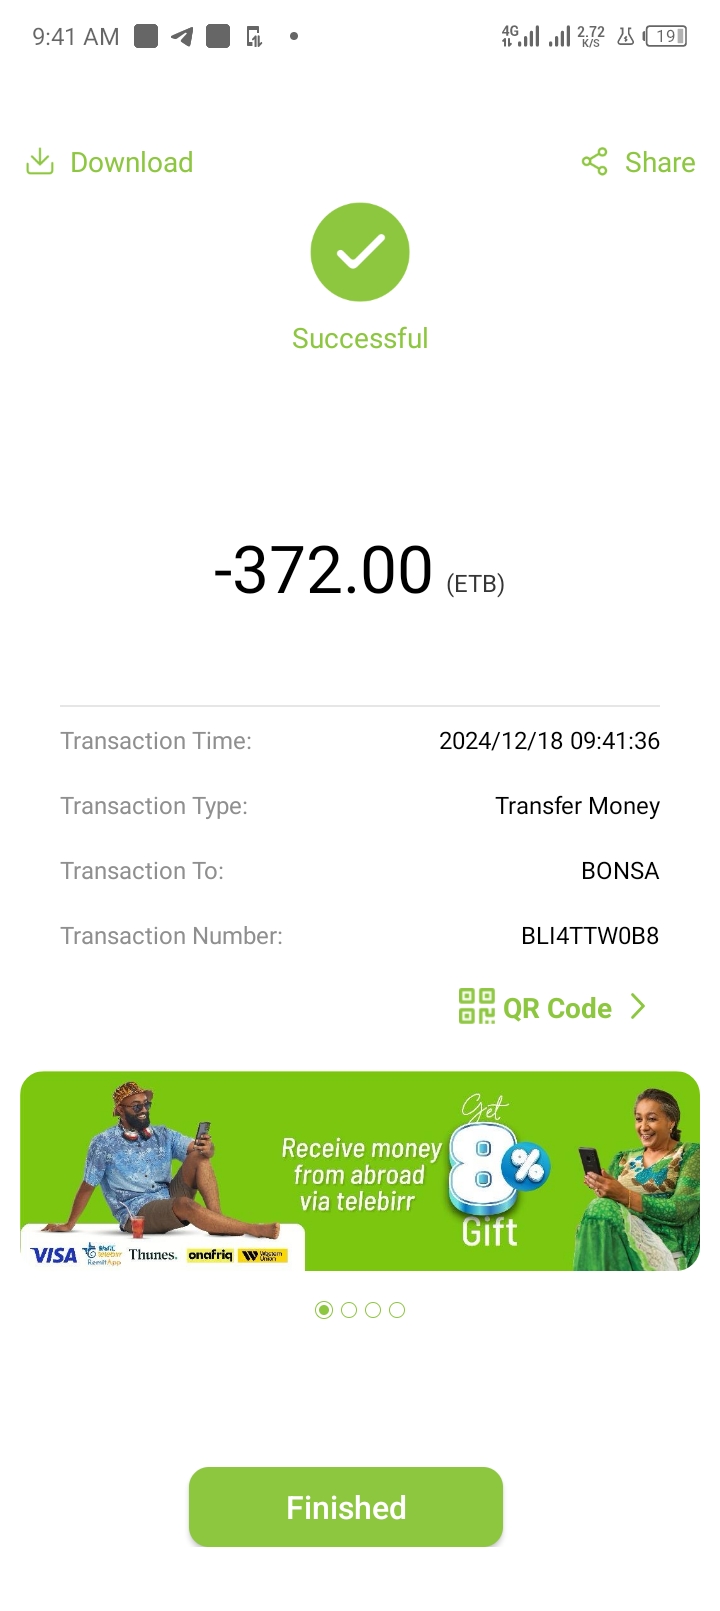 9:41 AM
4G 2.72 K/S 19
Download
Share
Successful
-372.00 (ETB)
Transaction Time: 2024/12/18 09:41:36
Transaction Type: Transfer Money
Transaction To: BONSA
Transaction Number: BLI4TTW0B8
QR Code
Get
Receive money
from abroad
via telebirr
8%
Gift
VISA telebirr RemitApp Thunes. onafriq Western Union
Finished